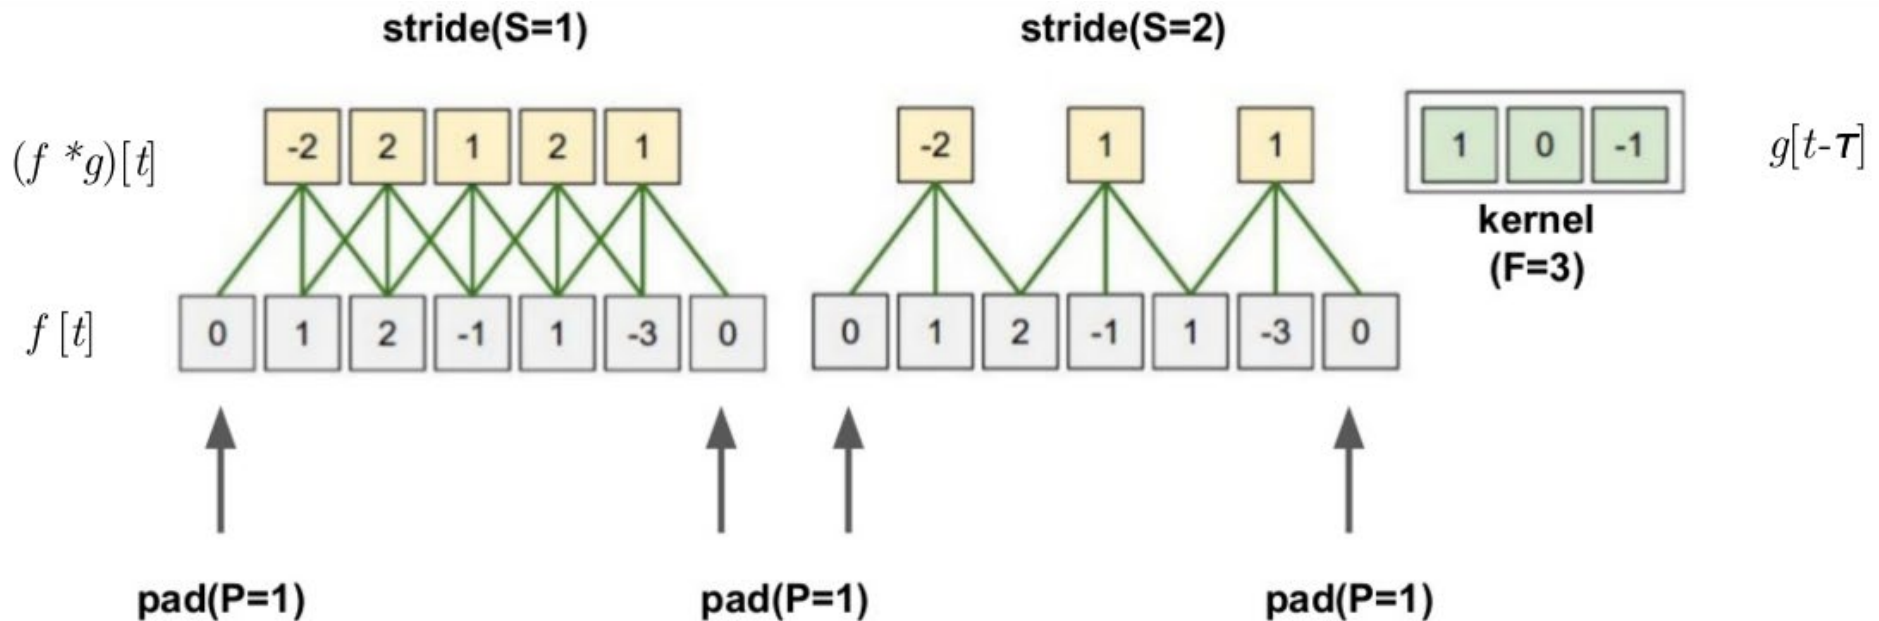 stride(S=1)
stride(S=2)
(f *g)[t]
-2 2 1 2 1
-2 1 1
1 0 -1
g[t-τ]
kernel
(F=3)
f [t]
0 1 2 -1 1 -3 0
0 1 2 -1 1 -3 0
pad(P=1)
pad(P=1)
pad(P=1)